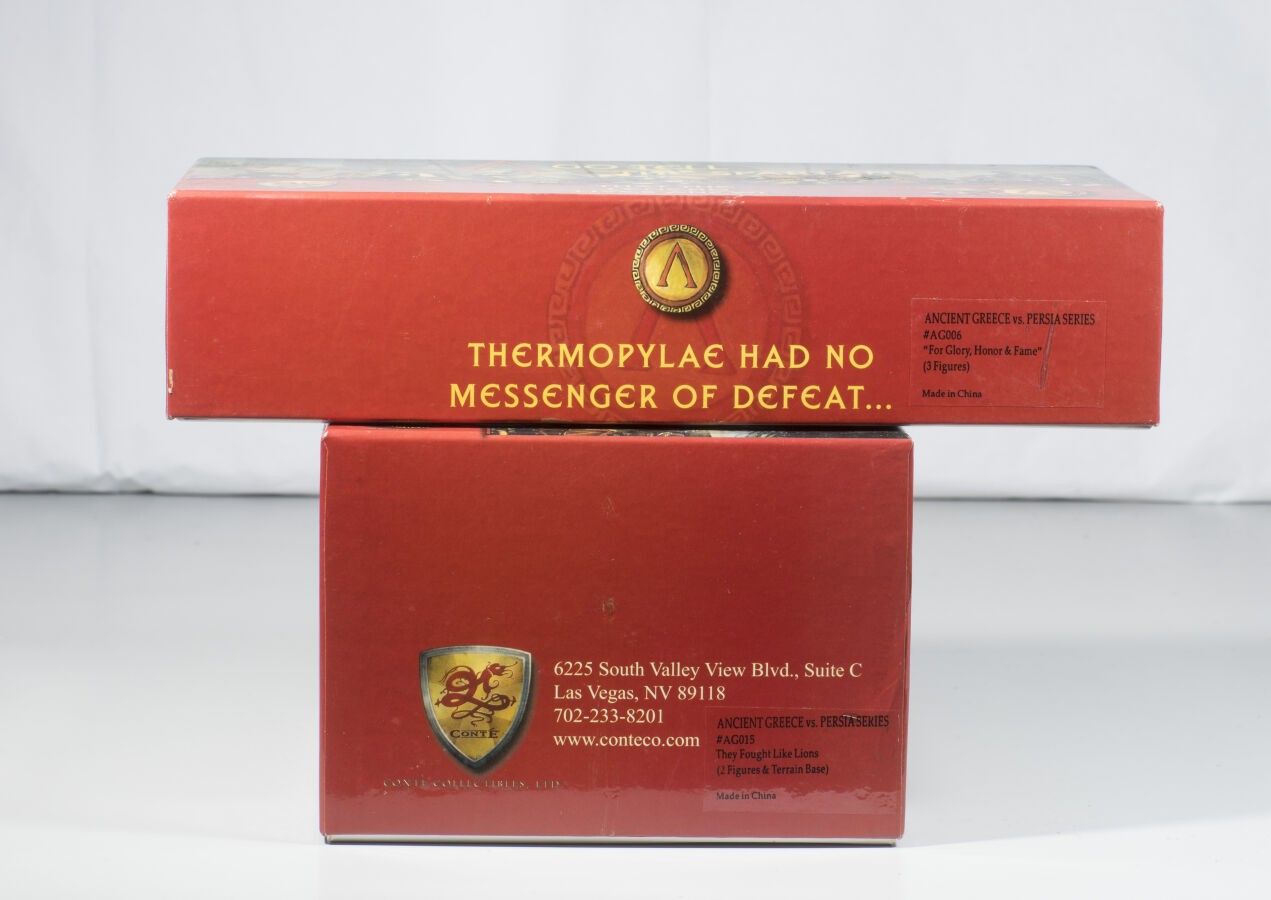 THERMOPYLAE HAD NO
MESSENGER OF DEFEAT...
ANCIENT GREECE vs. PERSIA SERIES
#AG006
"For Glory, Honor & Fame"
(3 Figures)
Made in China
CONTÉ
CONTE COLLECTIBLES, LTD.
6225 South Valley View Blvd., Suite C
Las Vegas, NV 89118
702-233-8201
www.conteco.com
ANCIENT GREECE vs. PERSIA SERIES
#AG015
They Fought Like Lions
(2 Figures & Terrain Base)
Made in China